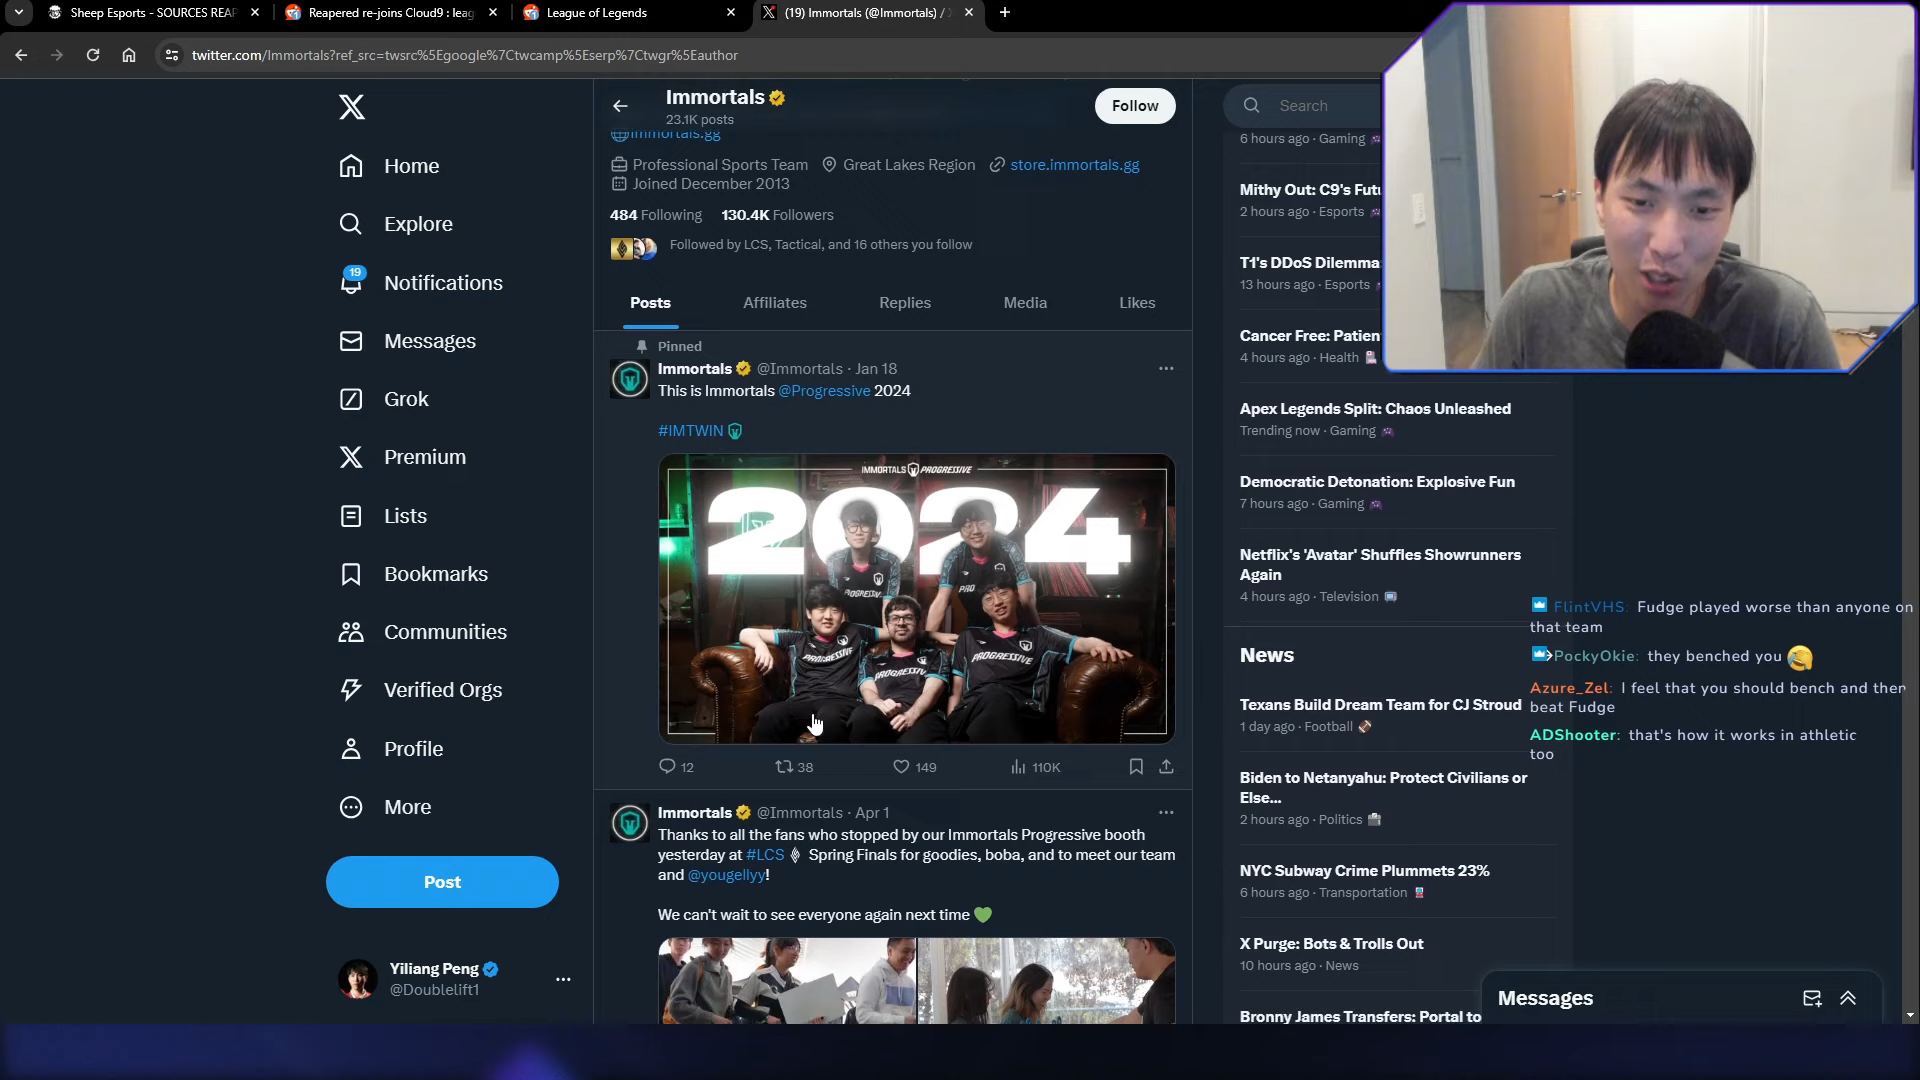 Sheep Esports - SOURCES REAP
Reapered re-joins Cloud9 : leag
League of Legends
(19) Immortals (@Immortals) /
twitter.com/Immortals?ref_src=twsrc%5Egoogle%7Ctwcamp%5Eserp%7Ctwgr%5Eauthor
Home
Explore
19
Notifications
Messages
Grok
Premium
Lists
Bookmarks
Communities
Verified Orgs
Profile
More
Post
Yiliang Peng
@Doublelift1
Immortals
23.1K posts
Follow
immortals.gg
Professional Sports Team Great Lakes Region store.immortals.gg
Joined December 2013
484 Following 130.4K Followers
Followed by LCS, Tactical, and 16 others you follow
Posts Affiliates Replies Media Likes
Pinned
Immortals @Immortals · Jan 18
This is Immortals @Progressive 2024
#IMTWIN
IMMORTALS PROGRESSIVE
2024
PROGRESSIVE
PROG
PROGRESSIVE
PROGRESSIVE
PROGRESSIVE
12 38 149 110K
Immortals @Immortals · Apr 1
Thanks to all the fans who stopped by our Immortals Progressive booth
yesterday at #LCS Spring Finals for goodies, boba, and to meet our team
and @yougellyy!
We can't wait to see everyone again next time
Search
6 hours ago · Gaming
Mithy Out: C9's Futu
2 hours ago · Esports
T1's DDoS Dilemma:
13 hours ago · Esports
Cancer Free: Patien
4 hours ago · Health
Apex Legends Split: Chaos Unleashed
Trending now · Gaming
Democratic Detonation: Explosive Fun
7 hours ago · Gaming
Netflix's 'Avatar' Shuffles Showrunners
Again
4 hours ago · Television
News
Texans Build Dream Team for CJ Stroud
1 day ago · Football
Biden to Netanyahu: Protect Civilians or
Else...
2 hours ago · Politics
NYC Subway Crime Plummets 23%
6 hours ago · Transportation
X Purge: Bots & Trolls Out
10 hours ago · News
Bronny James Transfers: Portal to
Messages
FlintVHS: Fudge played worse than anyone on
that team
PockyOkie: they benched you
Azure_Zel: I feel that you should bench and then
beat Fudge
ADShooter: that's how it works in athletic
too